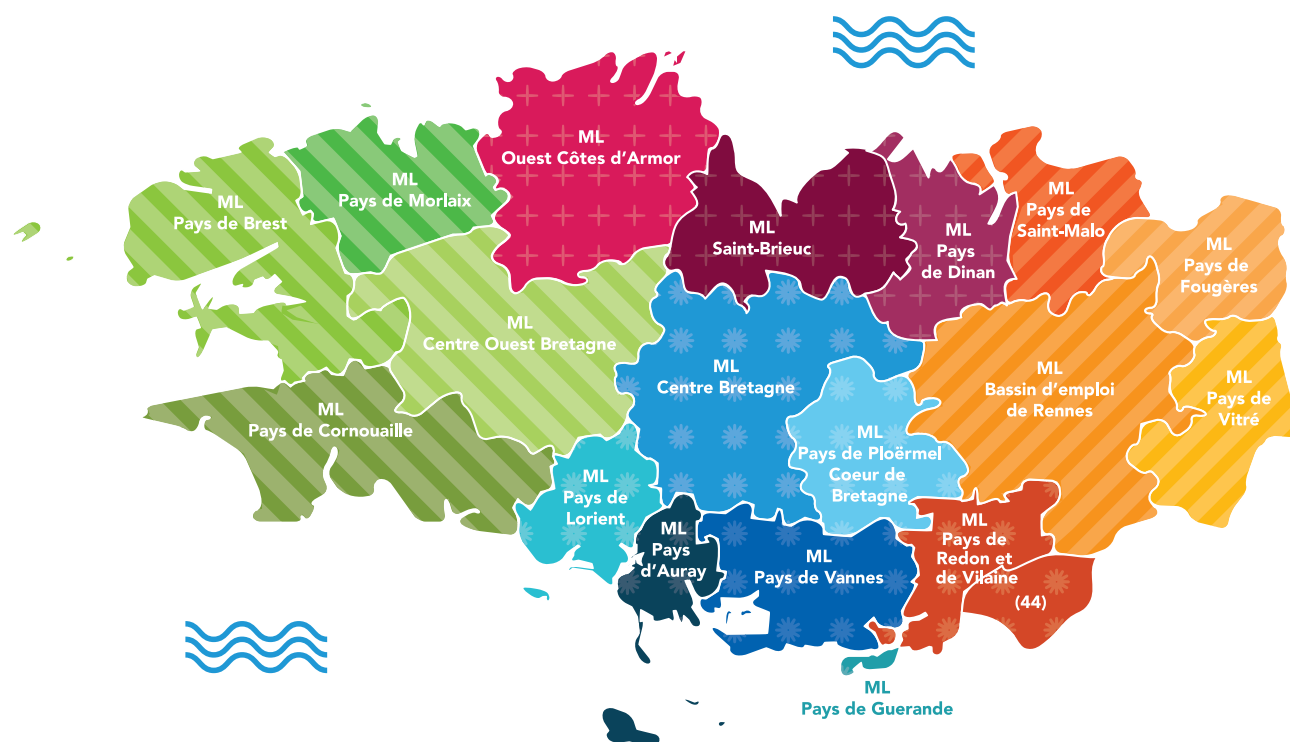 ML
Ouest Côtes d'Armor
ML
Pays de Morlaix
ML
Pays de Brest
ML
Saint-Brieuc
ML
Pays
de Dinan
ML
Pays de
Saint-Malo
ML
Pays de
Fougères
ML
Centre Ouest Bretagne
ML
Centre Bretagne
ML
Bassin d'emploi
de Rennes
ML
Pays de
Vitré
ML
Pays de Cornouaille
ML
Pays de Ploërmel
Coeur de
Bretagne
ML
Pays de
Lorient
ML
Pays
d'Auray
ML
Pays de Vannes
ML
Pays de
Redon et
de Vilaine
(44)
ML
Pays de Guerande